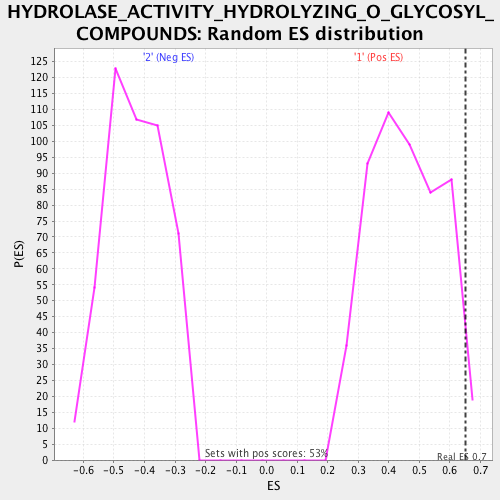 HYDROLASE_ACTIVITY_HYDROLYZING_O_GLYCOSYL_
COMPOUNDS: Random ES distribution
'2' (Neg ES)
'1' (Pos ES)
125
120
115
110
105
100
95
90
85
80
75
70
65
60
55
50
45
40
35
30
25
20
15
10
5
0
P(ES)
Sets with pos scores: 53%
Real ES 0.7
-0.6 -0.5 -0.4 -0.3 -0.2 -0.1 0.0 0.1 0.2 0.3 0.4 0.5 0.6 0.7
ES